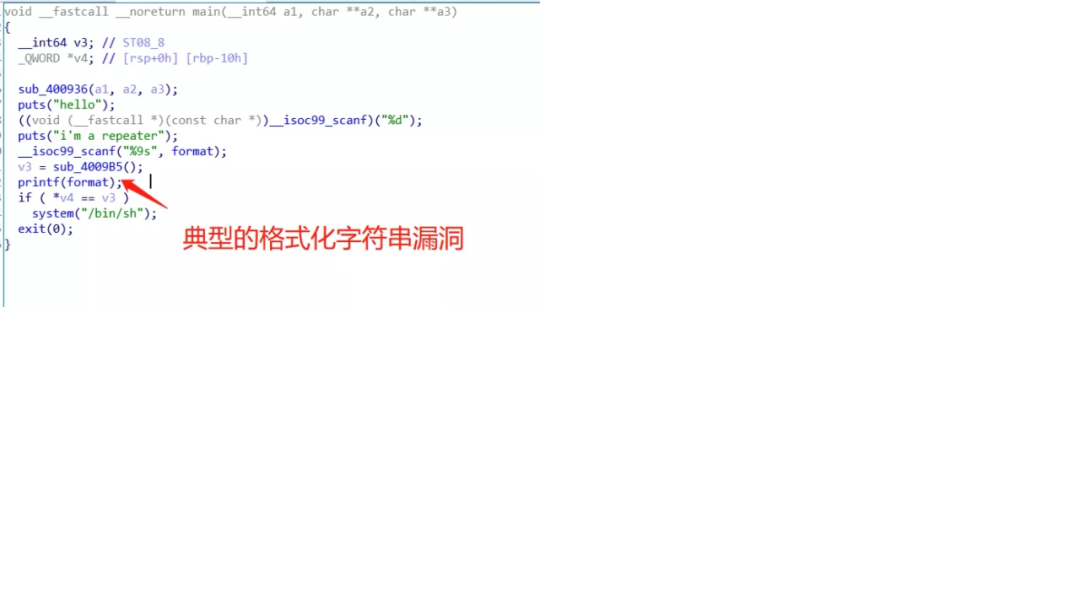 void __fastcall __noreturn main(__int64 a1, char **a2, char **a3)
{
__int64 v3; // ST08_8
_QWORD *v4; // [rsp+0h] [rbp-10h]
sub_400936(a1, a2, a3);
puts("hello");
((void (__fastcall *)(const char *))__isoc99_scanf)("%d");
puts("i'm a repeater");
__isoc99_scanf("%9s", format);
v3 = sub_4009B5();
printf(format);
if ( *v4 == v3 )
system("/bin/sh");
exit(0);
}
典型的格式化字符串漏洞